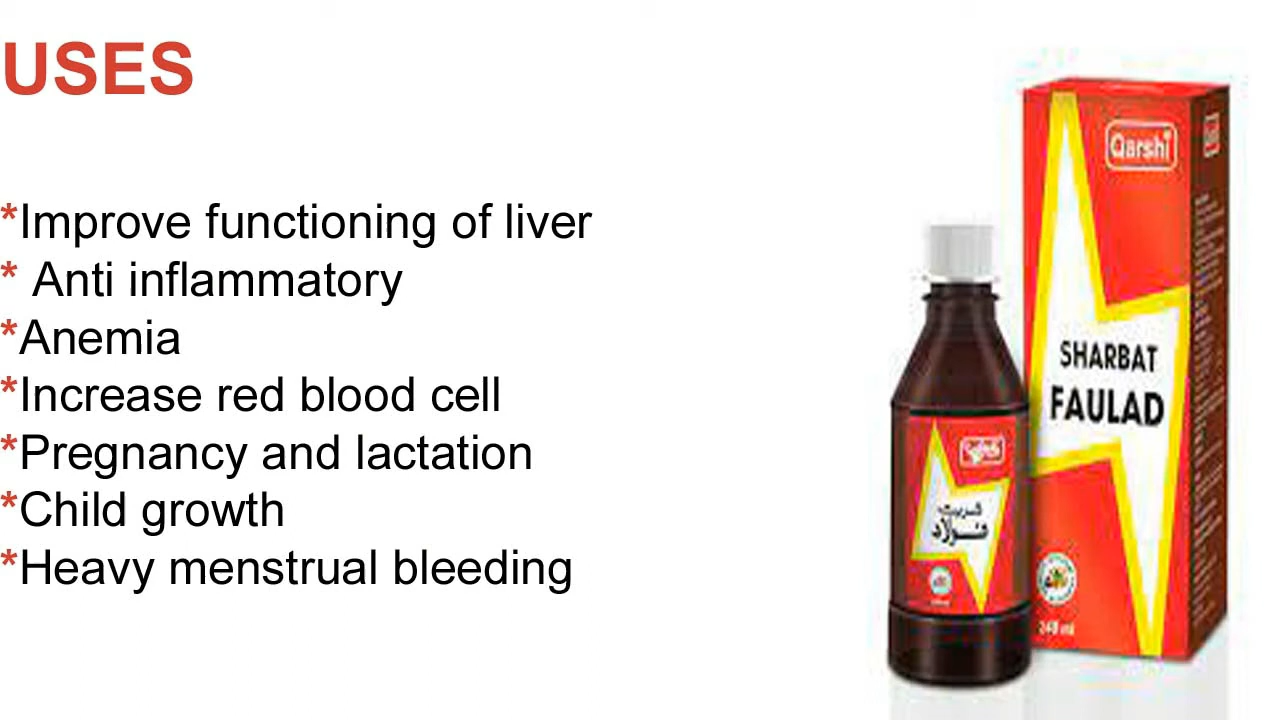 USES
*Improve functioning of liver
* Anti inflammatory
*Anemia
*Increase red blood cell
*Pregnancy and lactation
*Child growth
*Heavy menstrual bleeding
Qarshi
SHARBAT
FAULAD
شربت
فولاد
240 ml